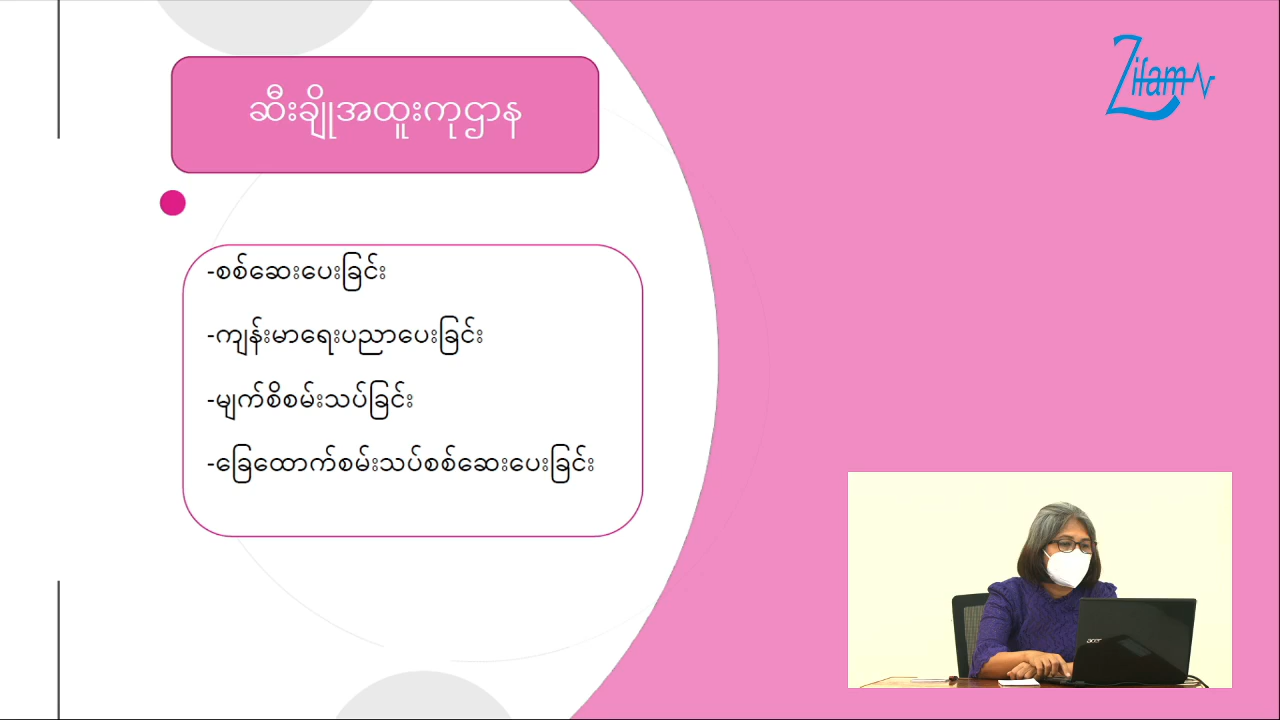 ဆီးချိုအထူးကုဌာန
Zifam
-စစ်ဆေးပေးခြင်း
-ကျန်းမာရေးပညာပေးခြင်း
-မျက်စိစမ်းသပ်ခြင်း
-ခြေထောက်စမ်းသပ်စစ်ဆေးပေးခြင်း
acer